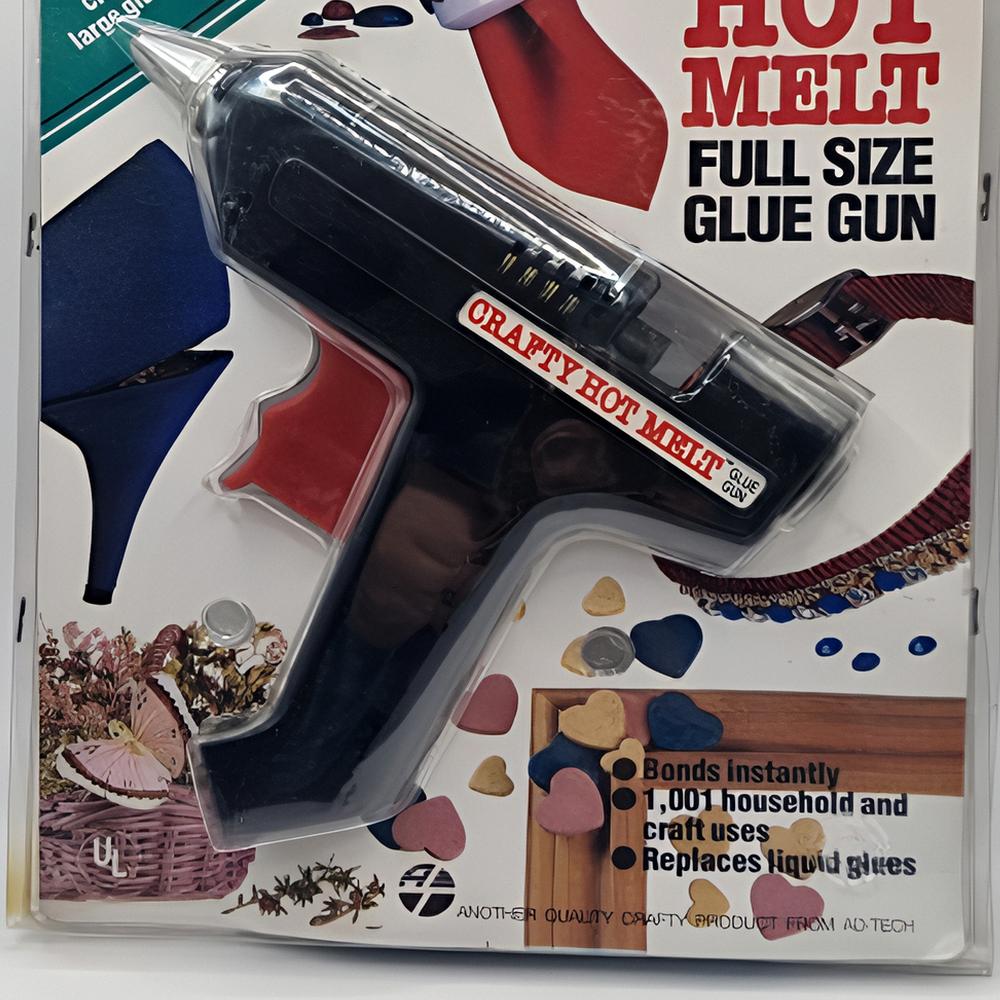 large
HOT
MELT
FULL SIZE
GLUE GUN
CRAFTY HOT MELT
GLUE
GUN
Bonds instantly
1,001 household and
craft uses
Replaces liquid glues
UL
ANOTHER QUALITY CRAFTY PRODUCT FROM AD-TECH